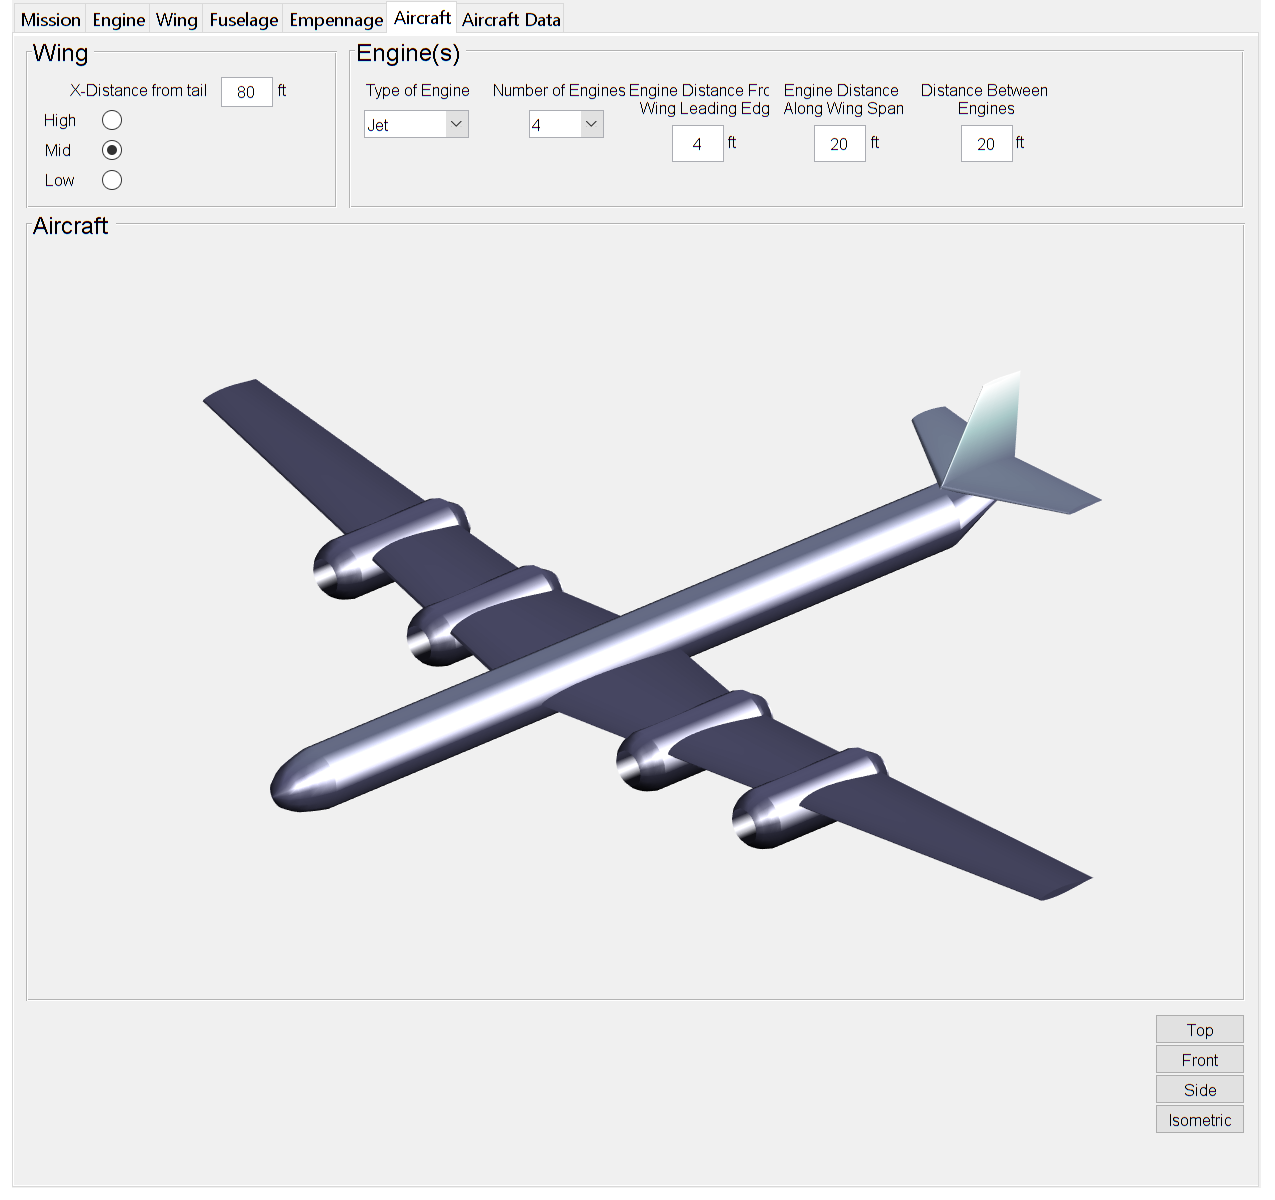 Mission Engine Wing Fuselage Empennage Aircraft Aircraft Data
Wing
X-Distance from tail 80 ft
High
Mid
Low
Engine(s)
Type of Engine
Jet
Number of Engines
4
Engine Distance Frc
Wing Leading Edg
4 ft
Engine Distance
Along Wing Span
20 ft
Distance Between
Engines
20 ft
Aircraft
Top
Front
Side
Isometric